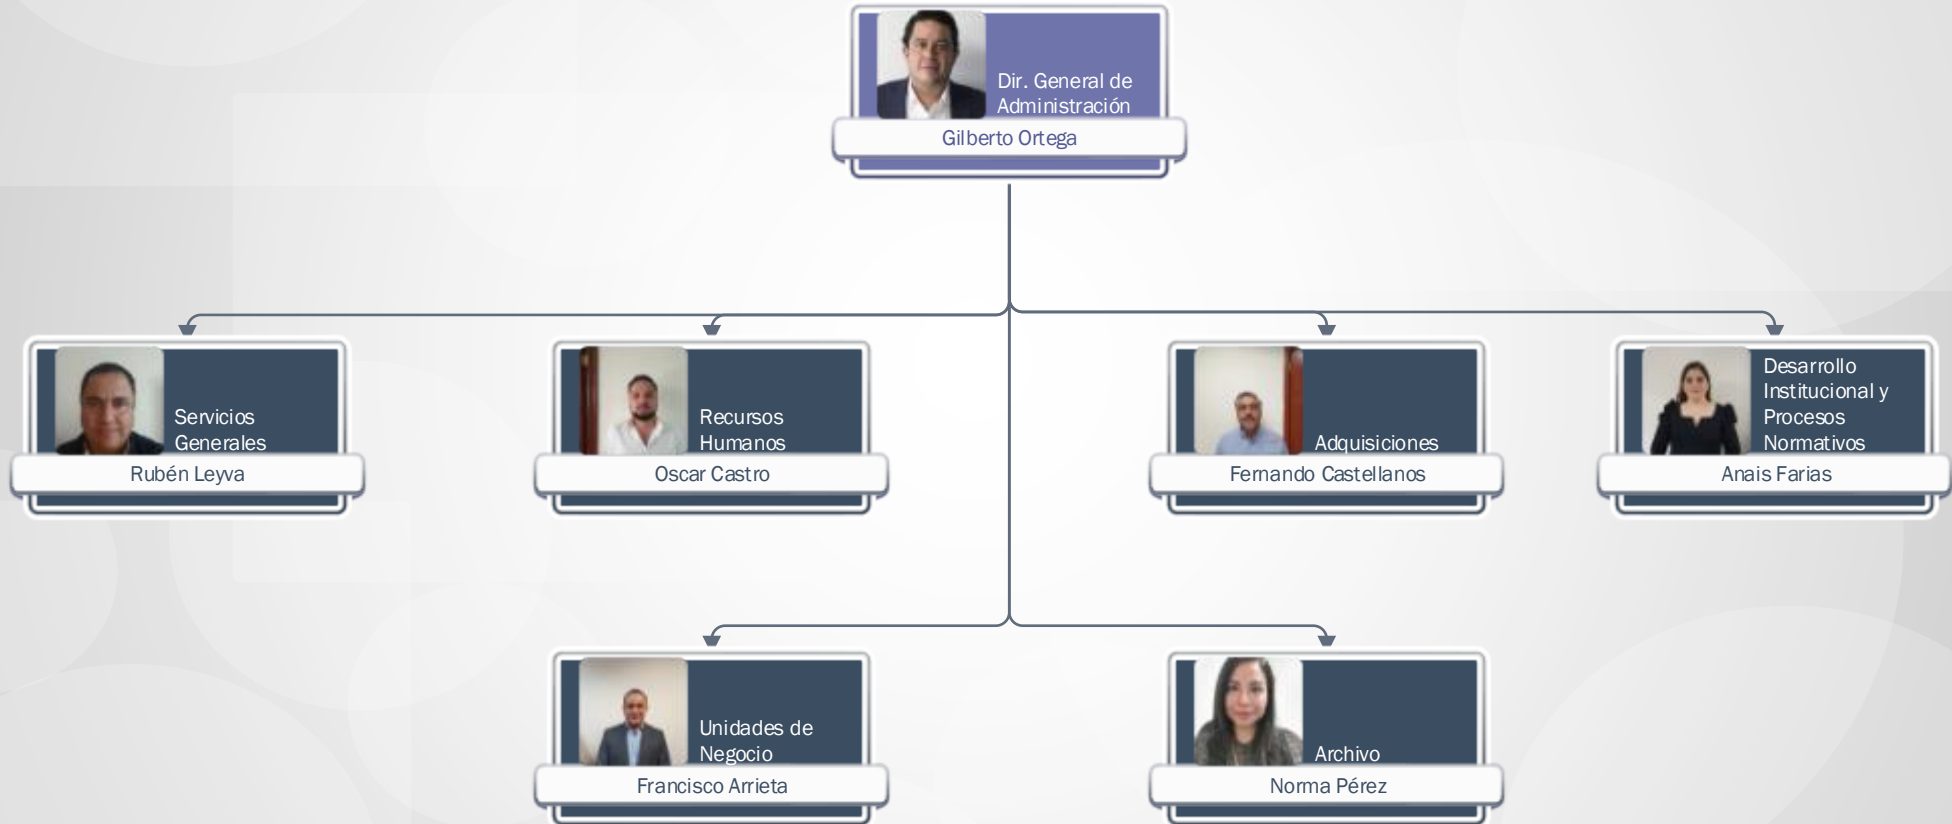 Dir. General de
Administración
Gilberto Ortega
Servicios
Generales
Rubén Leyva
Recursos
Humanos
Oscar Castro
Adquisiciones
Fernando Castellanos
Desarrollo
Institucional y
Procesos
Normativos
Anais Farias
Unidades de
Negocio
Francisco Arrieta
Archivo
Norma Pérez